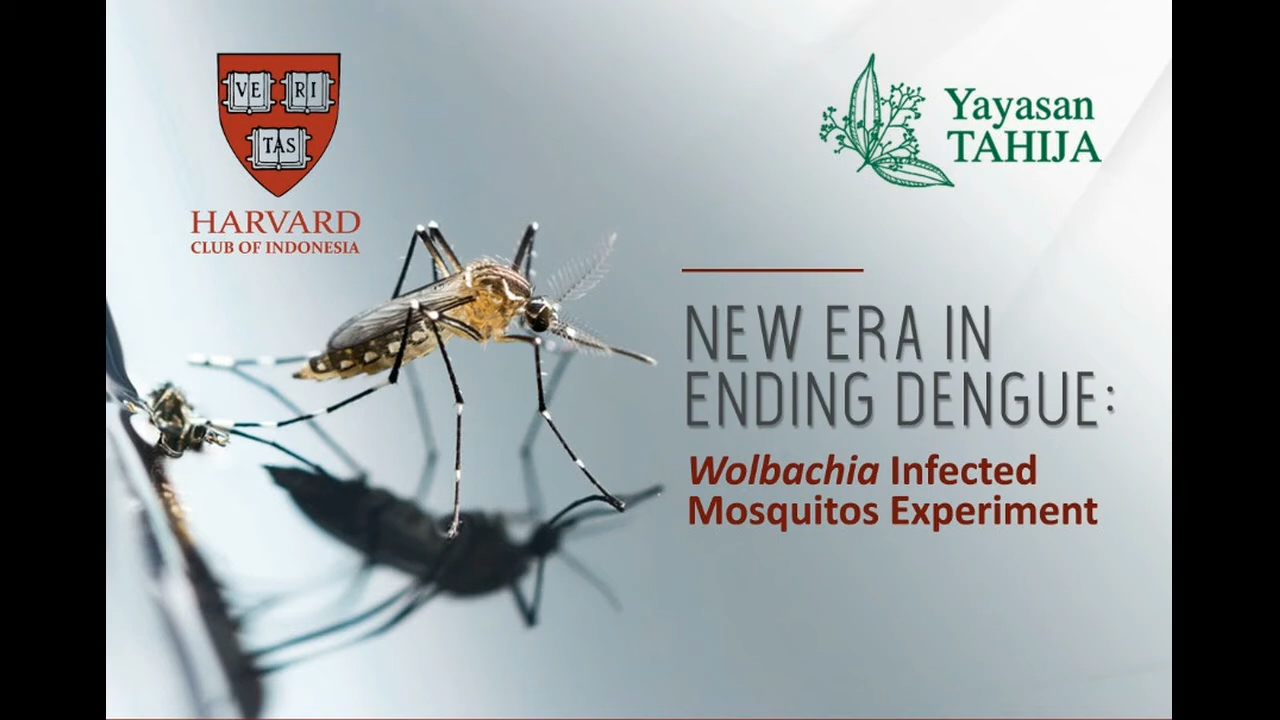 VE RI
TAS
HARVARD
CLUB OF INDONESIA
Yayasan
TAHIJA
NEW ERA IN
ENDING DENGUE:
Wolbachia Infected
Mosquitos Experiment